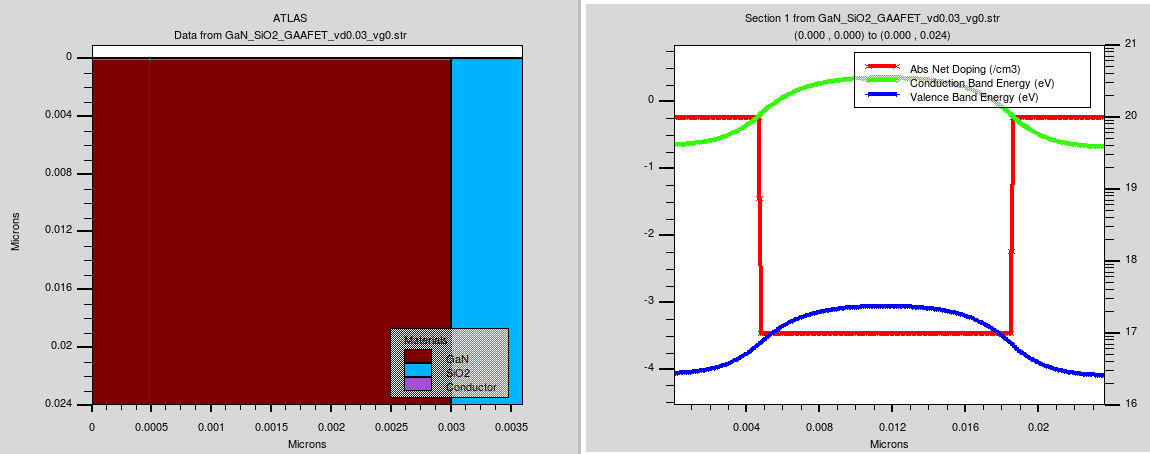 ATLAS
Data from GaN_SiO2_GAAFET_vd0.03_vg0.str
0
0.004
0.008
0.012
0.016
0.02
0.024
Microns
Materials
GaN
SiO2
Conductor
0
0.0005
0.001
0.0015
0.002
0.0025
0.003
0.0035
Microns
Section 1 from GaN_SiO2_GAAFET_vd0.03_vg0.str
(0.000 , 0.000) to (0.000 , 0.024)
Abs Net Doping (/cm3)
Conduction Band Energy (eV)
Valence Band Energy (eV)
0
-1
-2
-3
-4
21
20
19
18
17
16
0.004
0.008
0.012
0.016
0.02
Microns